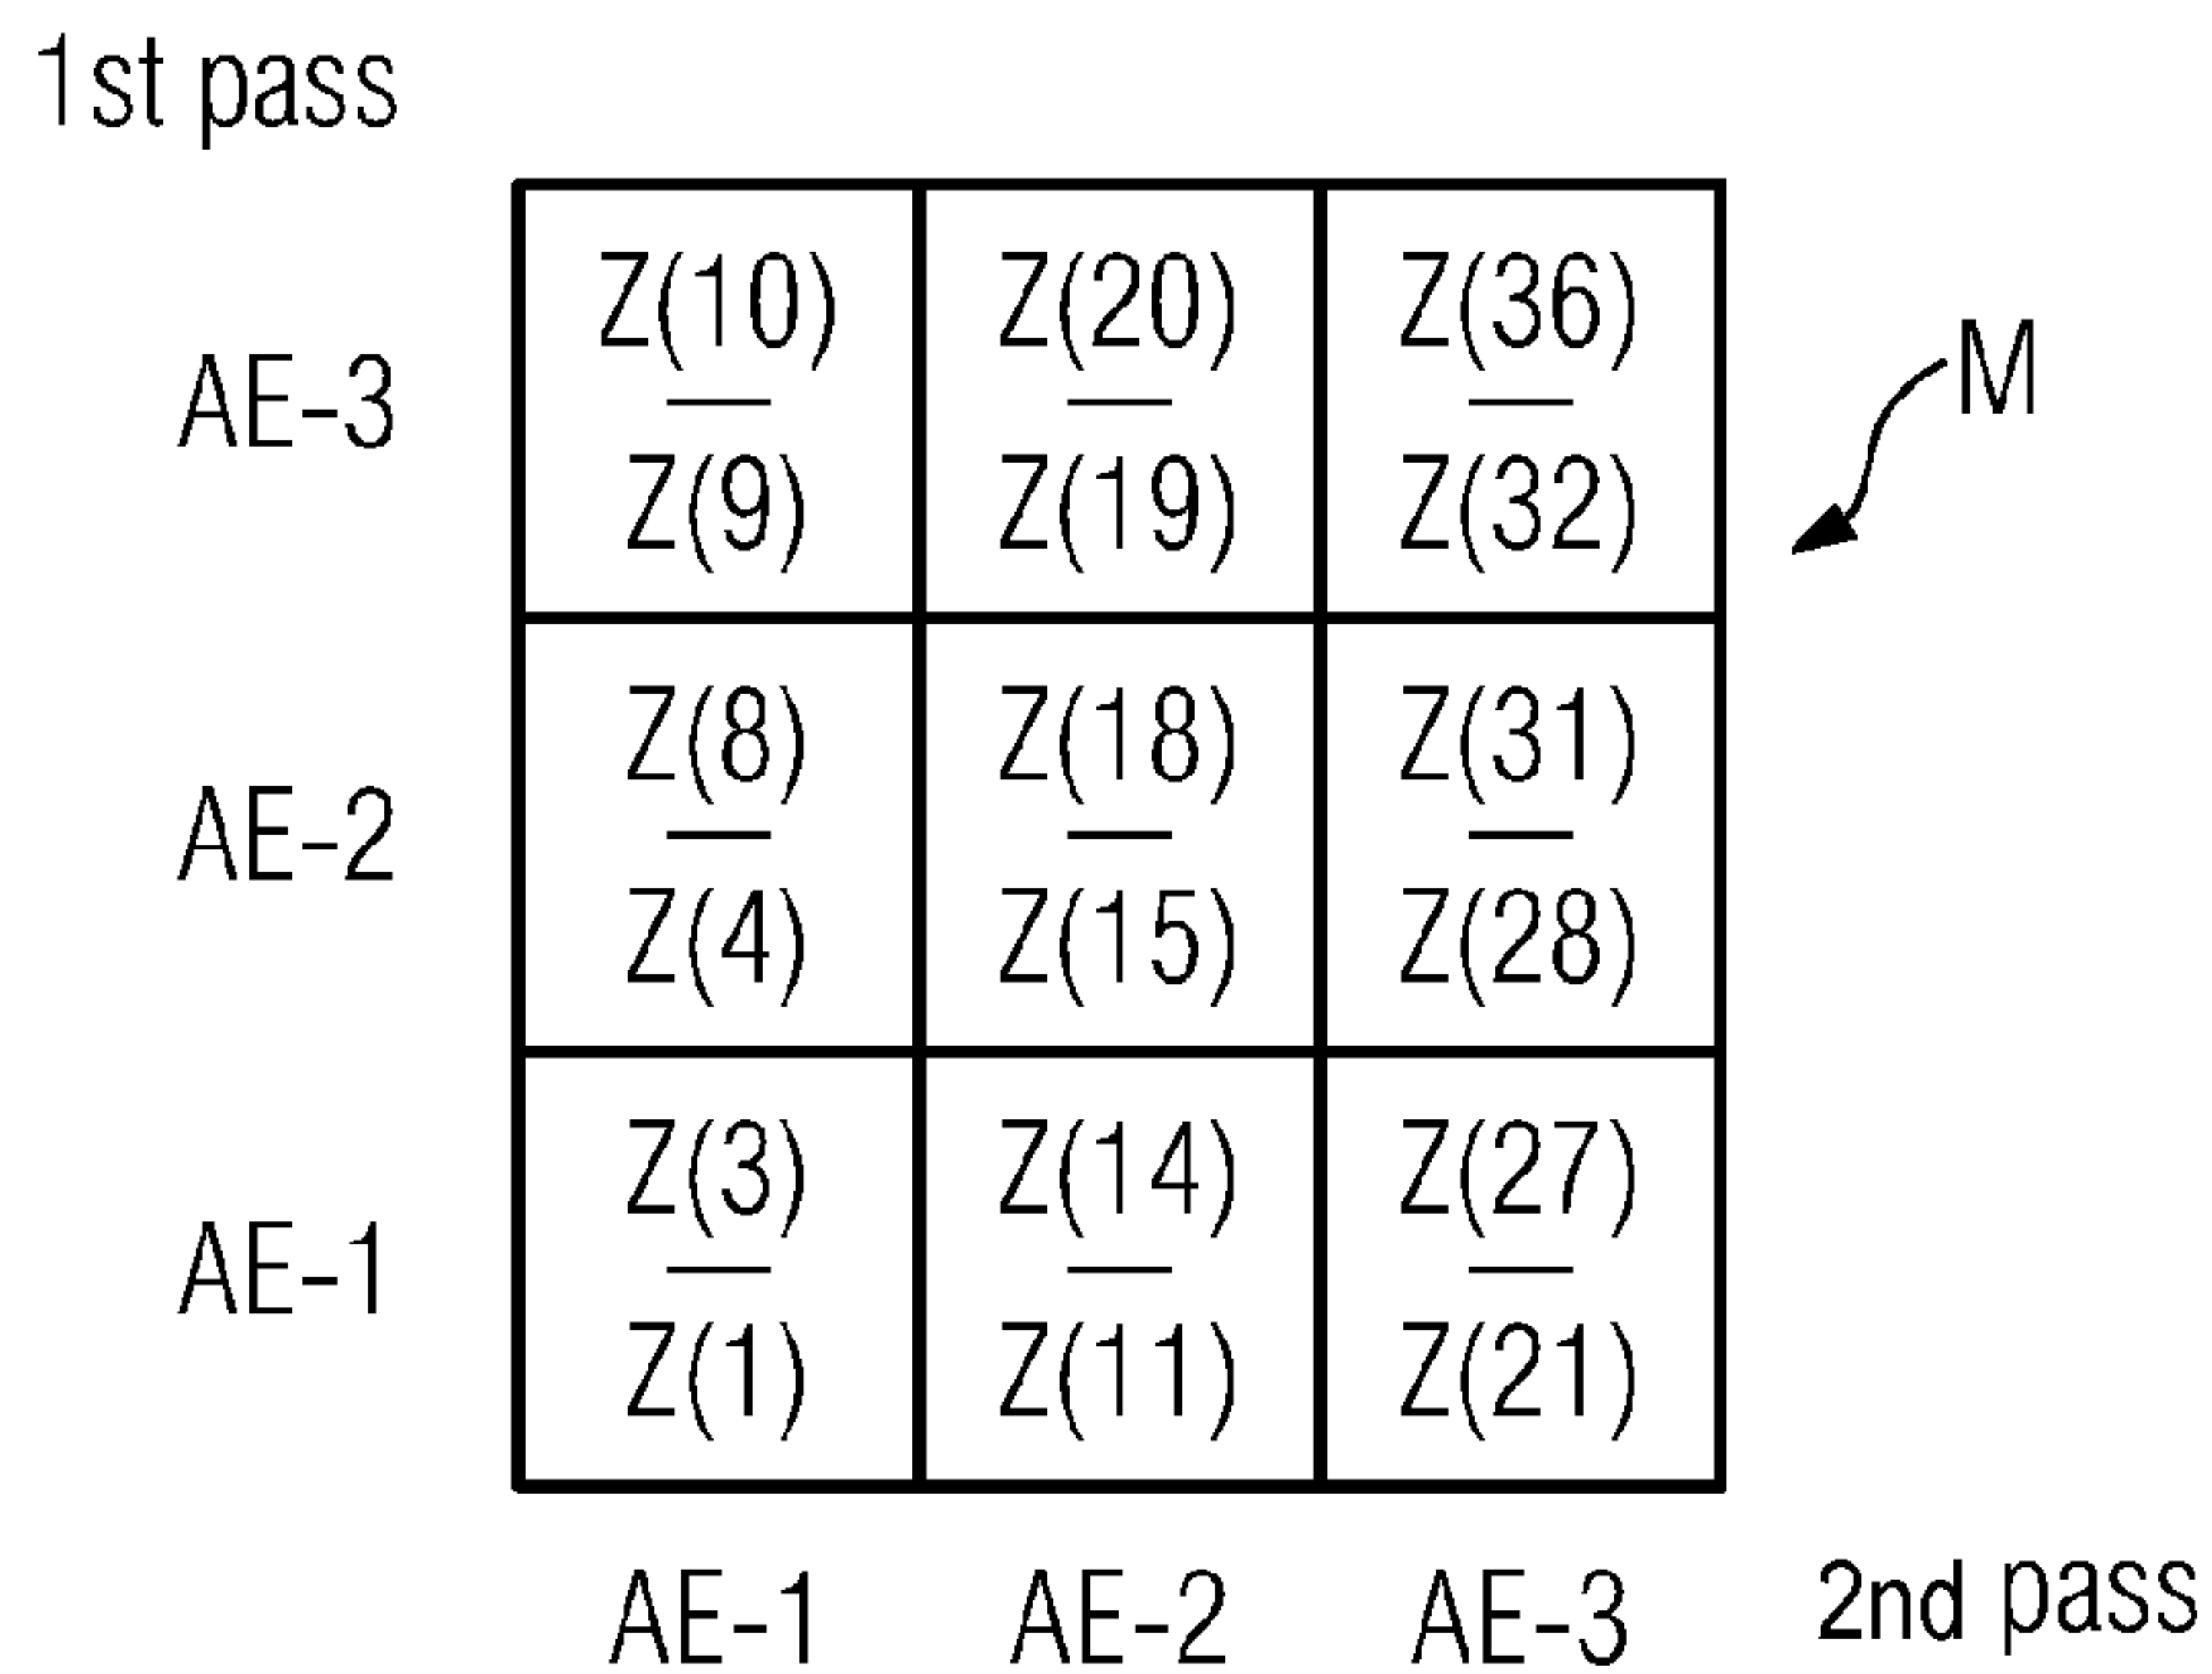 1st pass
Z(10) Z(20) Z(36)
AE-3 — — — M
Z(9) Z(19) Z(32)
Z(8) Z(18) Z(31)
AE-2 — — —
Z(4) Z(15) Z(28)
Z(3) Z(14) Z(27)
AE-1 — — —
Z(1) Z(11) Z(21)
AE-1 AE-2 AE-3 2nd pass